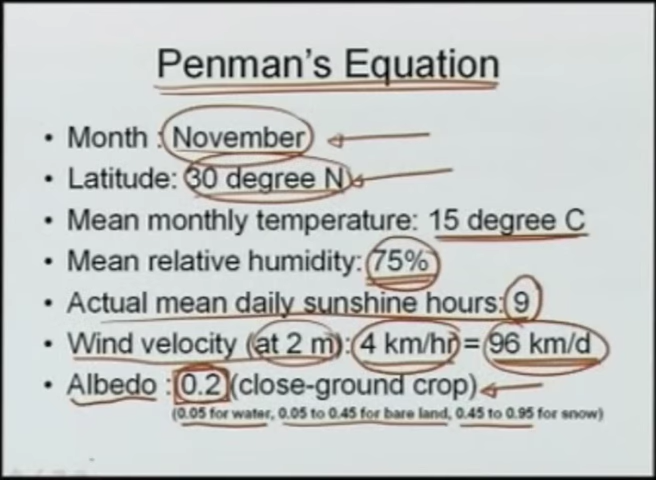 Penman's Equation
• Month : November
• Latitude: 30 degree N
• Mean monthly temperature: 15 degree C
• Mean relative humidity: 75%
• Actual mean daily sunshine hours: 9
• Wind velocity (at 2 m): 4 km/hr = 96 km/d
• Albedo : 0.2 (close-ground crop)
(0.05 for water, 0.05 to 0.45 for bare land, 0.45 to 0.95 for snow)